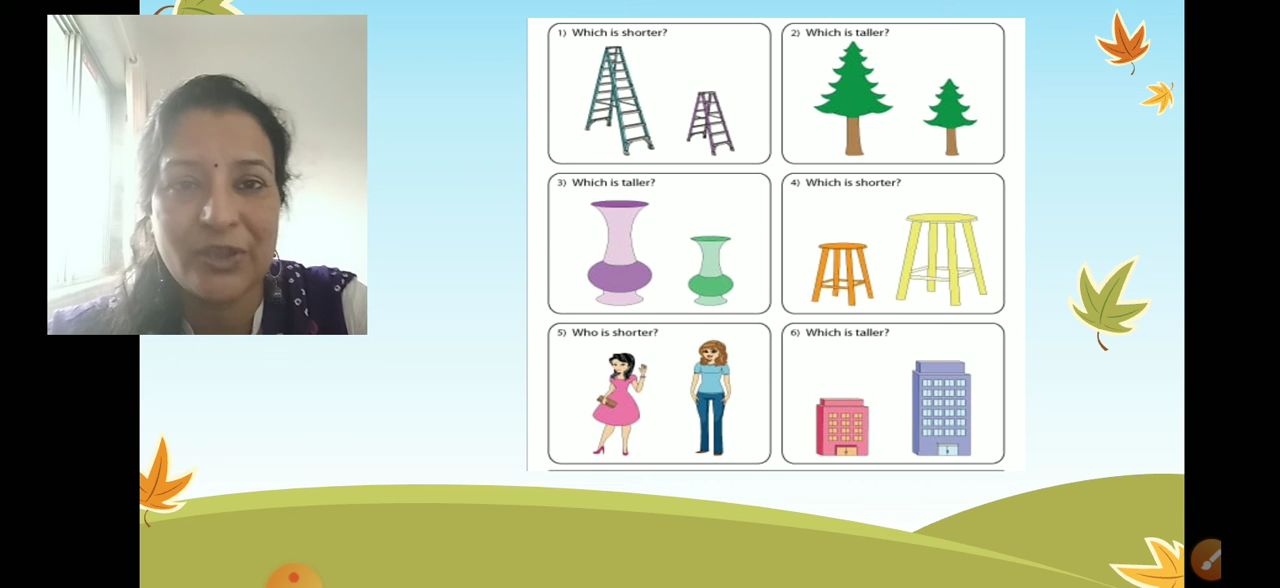 1) Which is shorter?
2) Which is taller?
3) Which is taller?
4) Which is shorter?
5) Who is shorter?
6) Which is taller?